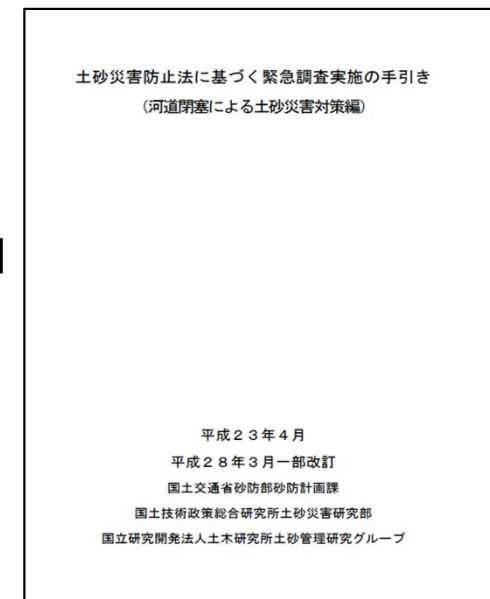 土砂災害防止法に基づく緊急調査実施の手引き
（河道閉塞による土砂災害対策編）
平成２３年４月
平成２８年３月一部改訂
国土交通省砂防部砂防計画課
国土技術政策総合研究所土砂災害研究部
国立研究開発法人土木研究所土砂管理研究グループ